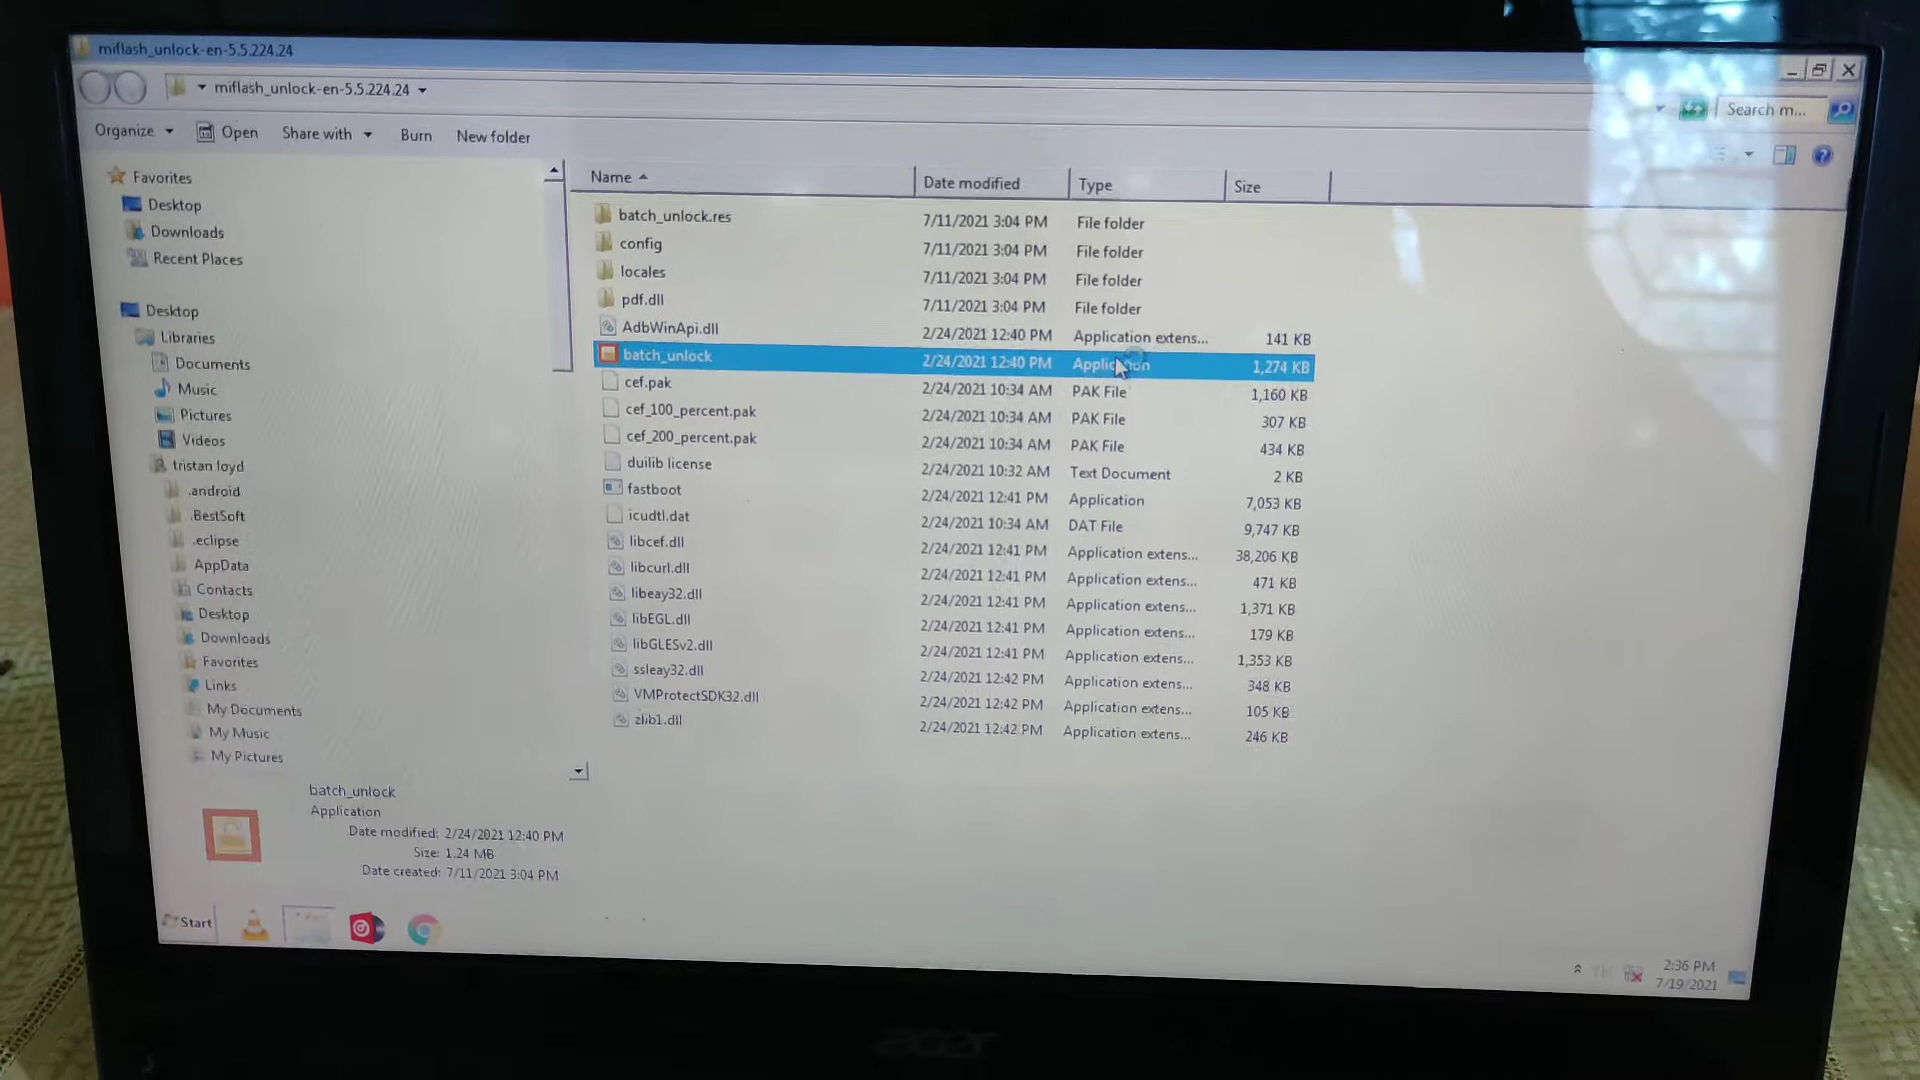 miflash_unlock-en-5.5.224.24
miflash_unlock-en-5.5.224.24
Search m...
Organize Open Share with Burn New folder
Name Date modified Type Size
Favorites
Desktop
Downloads
Recent Places
Desktop
Libraries
Documents
Music
Pictures
Videos
tristan loyd
.android
.BestSoft
.eclipse
AppData
Contacts
Desktop
Downloads
Favorites
Links
My Documents
My Music
My Pictures
batch_unlock.res 7/11/2021 3:04 PM File folder
config 7/11/2021 3:04 PM File folder
locales 7/11/2021 3:04 PM File folder
pdf.dll 7/11/2021 3:04 PM File folder
AdbWinApi.dll 2/24/2021 12:40 PM Application extens... 141 KB
batch_unlock 2/24/2021 12:40 PM Application 1,274 KB
cef.pak 2/24/2021 10:34 AM PAK File 1,160 KB
cef_100_percent.pak 2/24/2021 10:34 AM PAK File 307 KB
cef_200_percent.pak 2/24/2021 10:34 AM PAK File 434 KB
duilib license 2/24/2021 10:32 AM Text Document 2 KB
fastboot 2/24/2021 12:41 PM Application 7,053 KB
icudtl.dat 2/24/2021 10:34 AM DAT File 9,747 KB
libcef.dll 2/24/2021 12:41 PM Application extens... 38,206 KB
libcurl.dll 2/24/2021 12:41 PM Application extens... 471 KB
libeay32.dll 2/24/2021 12:41 PM Application extens... 1,371 KB
libEGL.dll 2/24/2021 12:41 PM Application extens... 179 KB
libGLESv2.dll 2/24/2021 12:41 PM Application extens... 1,353 KB
ssleay32.dll 2/24/2021 12:42 PM Application extens... 348 KB
VMProtectSDK32.dll 2/24/2021 12:42 PM Application extens... 105 KB
zlib1.dll 2/24/2021 12:42 PM Application extens... 246 KB
batch_unlock
Application
Date modified: 2/24/2021 12:40 PM
Size: 1.24 MB
Date created: 7/11/2021 3:04 PM
Start
2:36 PM
7/19/2021
acer